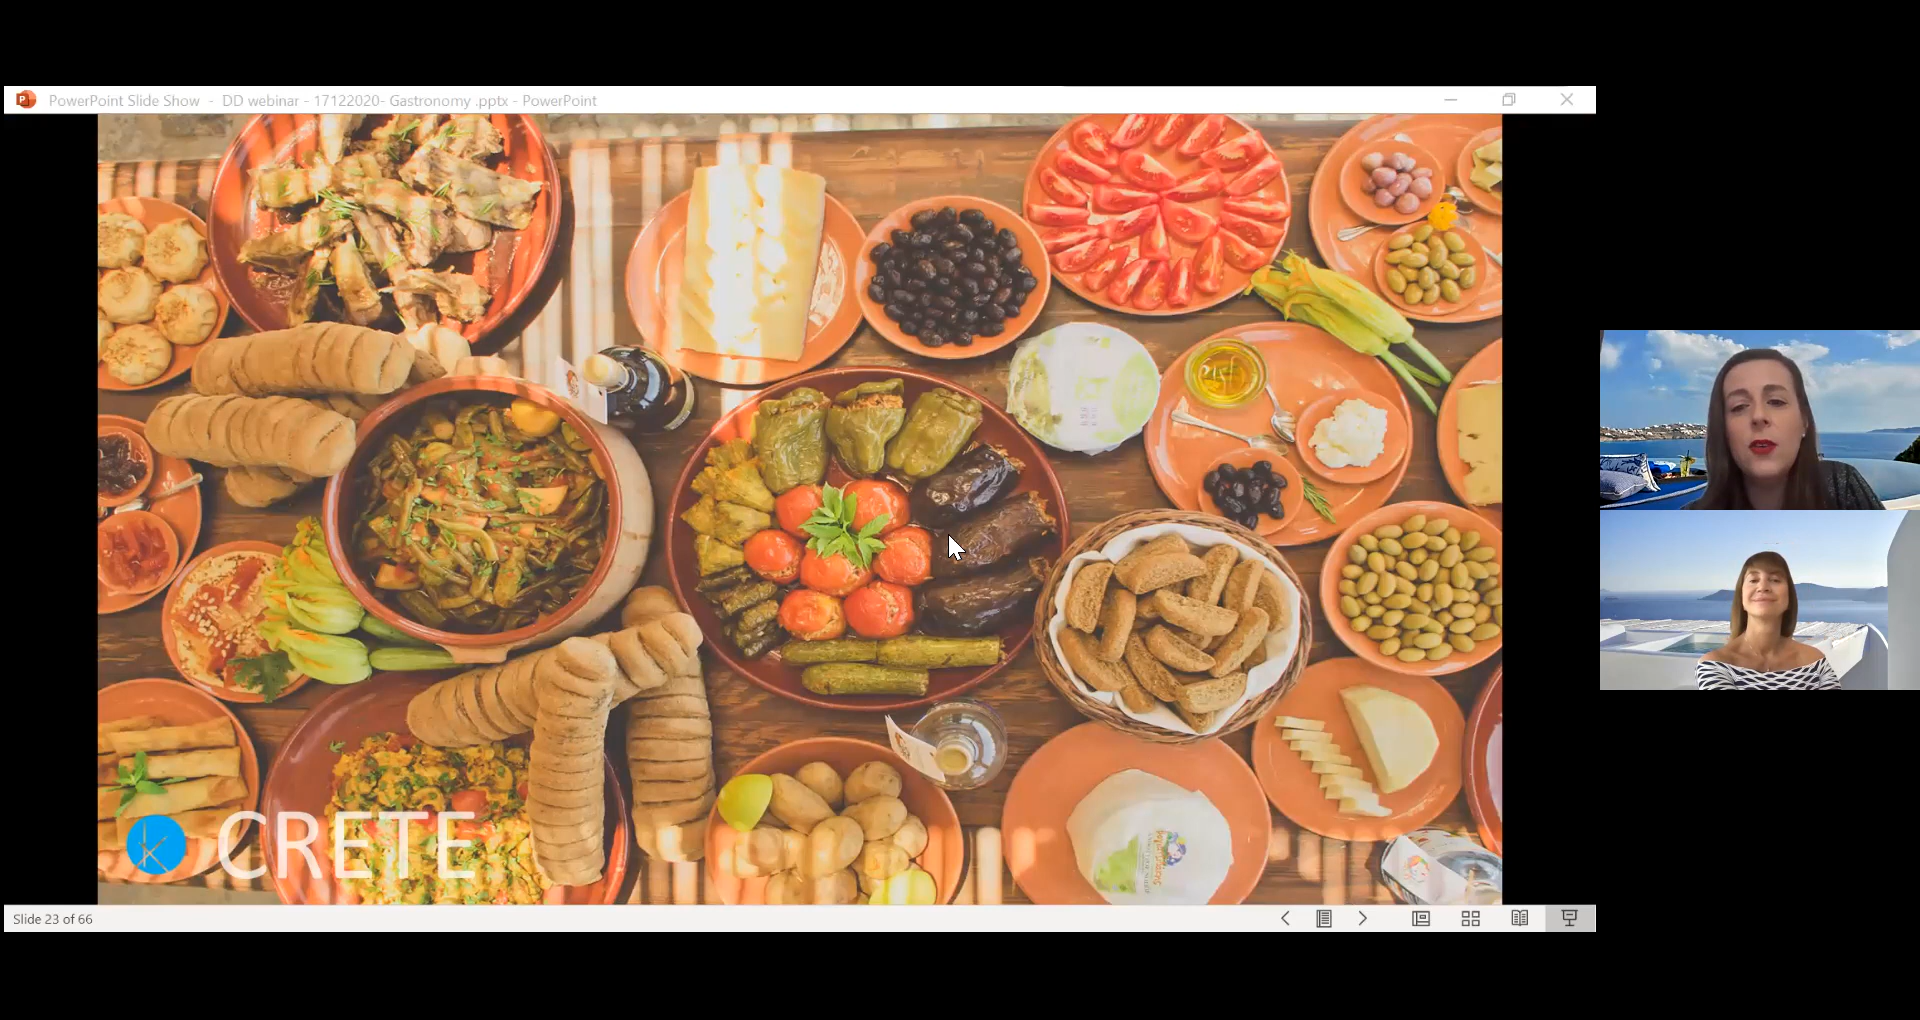 PowerPoint Slide Show - DD webinar - 17122020- Gastronomy .pptx - PowerPoint
CRETE
Slide 23 of 66